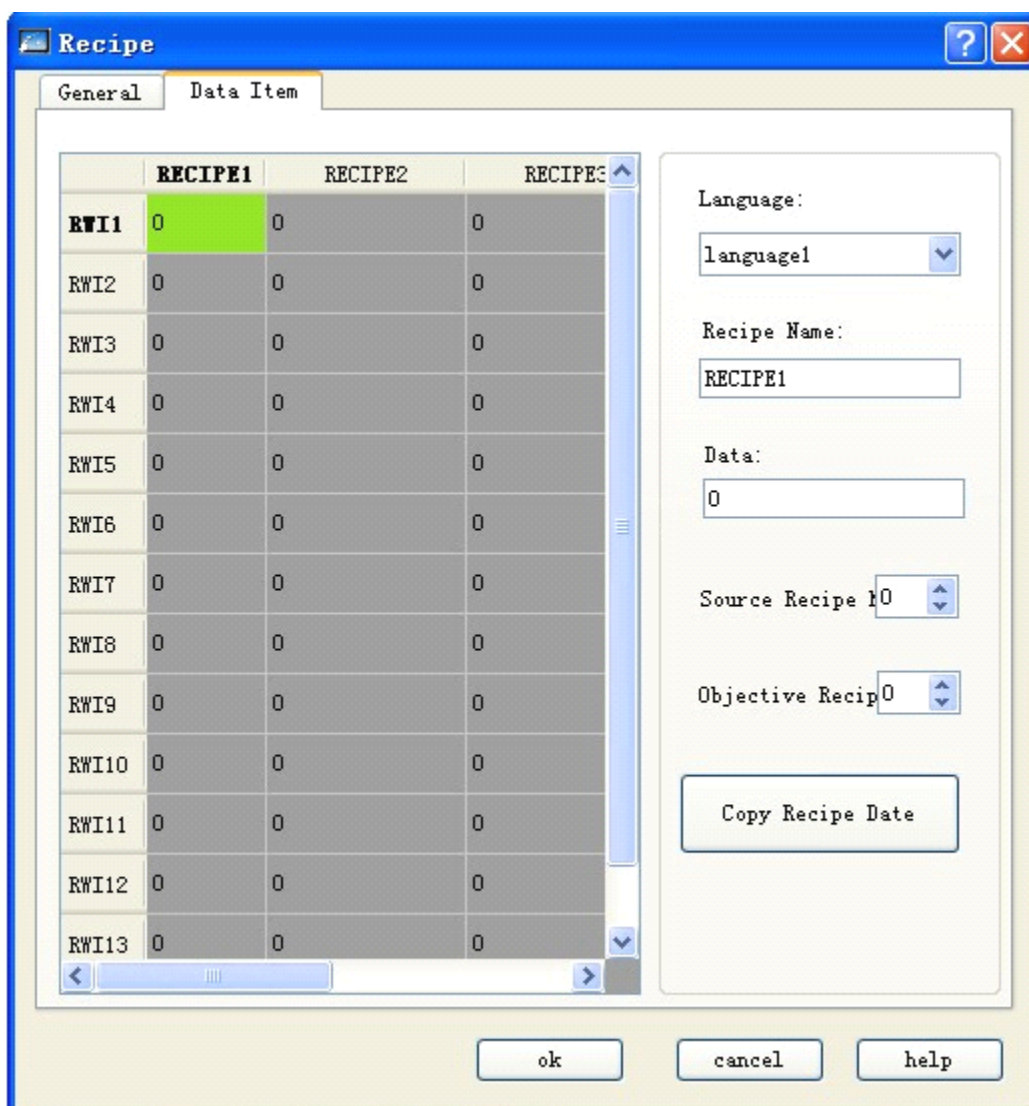 Recipe
General Data Item
RECIPE1 RECIPE2 RECIPE3
RWI1 0 0 0
RWI2 0 0 0
RWI3 0 0 0
RWI4 0 0 0
RWI5 0 0 0
RWI6 0 0 0
RWI7 0 0 0
RWI8 0 0 0
RWI9 0 0 0
RWI10 0 0 0
RWI11 0 0 0
RWI12 0 0 0
RWI13 0 0 0
Language:
language1
Recipe Name:
RECIPE1
Data:
0
Source Recipe 0
Objective Recip 0
Copy Recipe Date
ok cancel help